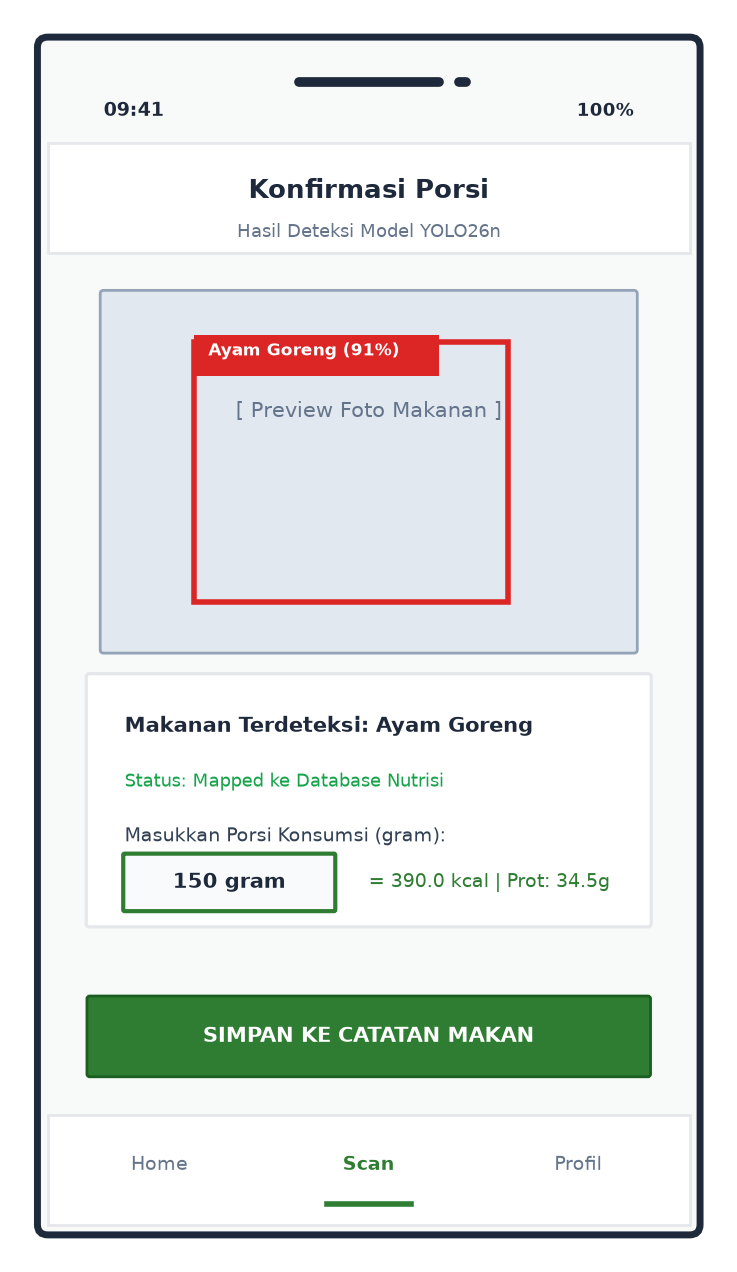 09:41 100%
Konfirmasi Porsi
Hasil Deteksi Model YOLO26n
Ayam Goreng (91%)
[ Preview Foto Makanan ]
Makanan Terdeteksi: Ayam Goreng
Status: Mapped ke Database Nutrisi
Masukkan Porsi Konsumsi (gram):
150 gram = 390.0 kcal | Prot: 34.5g
SIMPAN KE CATATAN MAKAN
Home Scan Profil